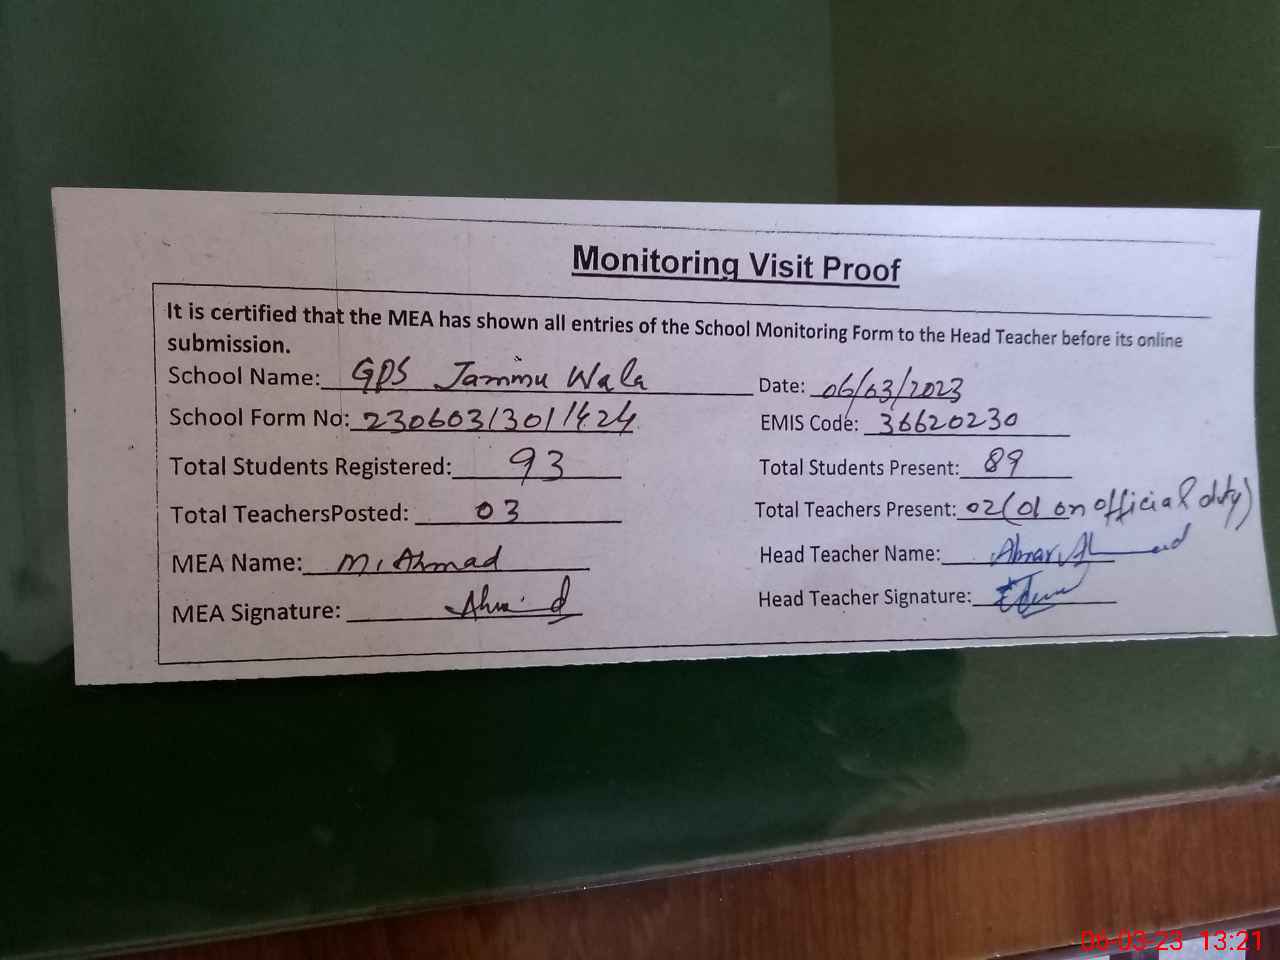 Monitoring Visit Proof
It is certified that the MEA has shown all entries of the School Monitoring Form to the Head Teacher before its online
submission.
School Name: GPS Jammu Wala Date: 06/03/2023
School Form No: 230603/301/424 EMIS Code: 36620230
Total Students Registered: 93 Total Students Present: 89
Total TeachersPosted: 03 Total Teachers Present: 02 (01 on official duty)
MEA Name: M. Ahmad Head Teacher Name:
MEA Signature: Head Teacher Signature:
06-03-23 13:21